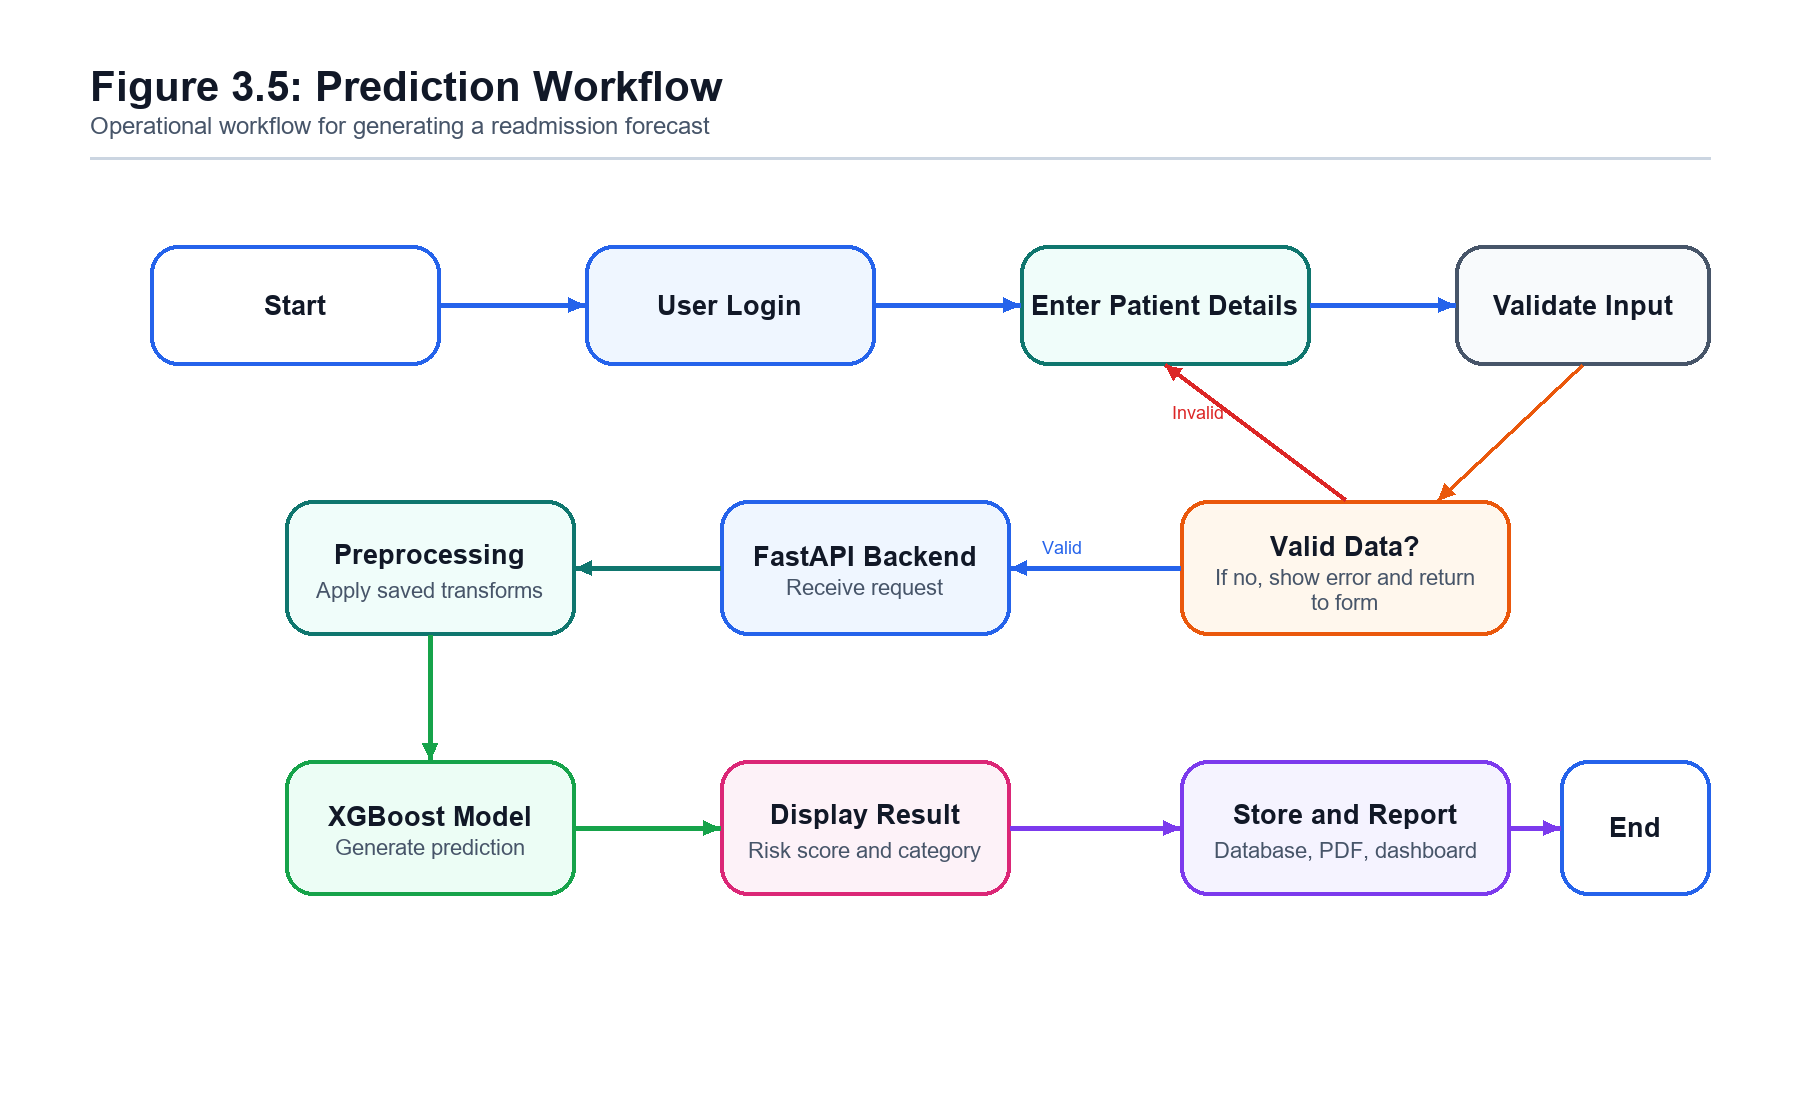 Figure 3.5: Prediction Workflow
Operational workflow for generating a readmission forecast
Start
User Login
Enter Patient Details
Validate Input
Invalid
Valid Data?
If no, show error and return
to form
Valid
FastAPI Backend
Receive request
Preprocessing
Apply saved transforms
XGBoost Model
Generate prediction
Display Result
Risk score and category
Store and Report
Database, PDF, dashboard
End